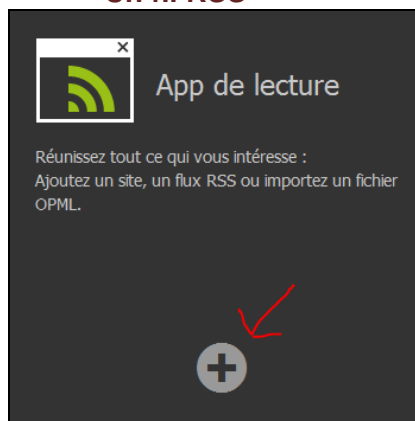 RSS
App de lecture
Réunissez tout ce qui vous intéresse :
Ajoutez un site, un flux RSS ou importez un fichier
OPML.